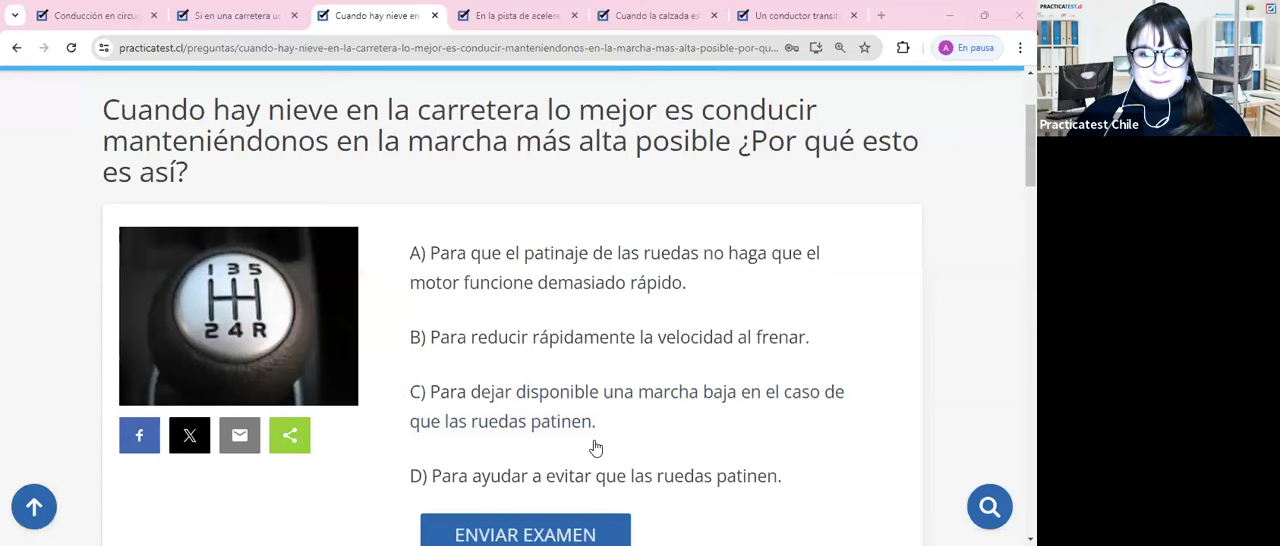 Conducción en circu
Si en una carretera us
Cuando hay nieve en
En la pista de acelera
Cuando la calzada es
Un conductor transit
practicatest.cl/preguntas/cuando-hay-nieve-en-la-carretera-lo-mejor-es-conducir-manteniendonos-en-la-marcha-mas-alta-posible-por-qu...
A
En pausa
PRACTICATEST.cl
Practicatest Chile
Cuando hay nieve en la carretera lo mejor es conducir
manteniéndonos en la marcha más alta posible ¿Por qué esto
es así?
1 3 5
2 4 R
A) Para que el patinaje de las ruedas no haga que el
motor funcione demasiado rápido.
B) Para reducir rápidamente la velocidad al frenar.
C) Para dejar disponible una marcha baja en el caso de
que las ruedas patinen.
D) Para ayudar a evitar que las ruedas patinen.
ENVIAR EXAMEN